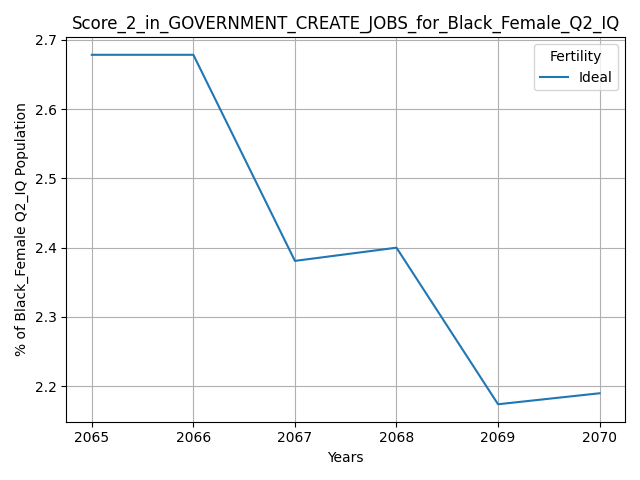 Score_2_in_GOVERNMENT_CREATE_JOBS_for_Black_Female_Q2_IQ
2.7
2.6
2.5
2.4
2.3
2.2
% of Black_Female Q2_IQ Population
Fertility
Ideal
2065 2066 2067 2068 2069 2070
Years